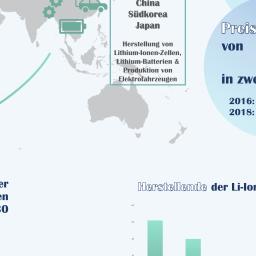 China
Südkorea
Japan
Herstellung von
Lithium-Ionen-Zellen,
Lithium-Batterien &
Produktion von
Elektrofahrzeugen
Preis
von
in zwe
2016:
2018:
er
en
30
Herstellende der Li-Ion